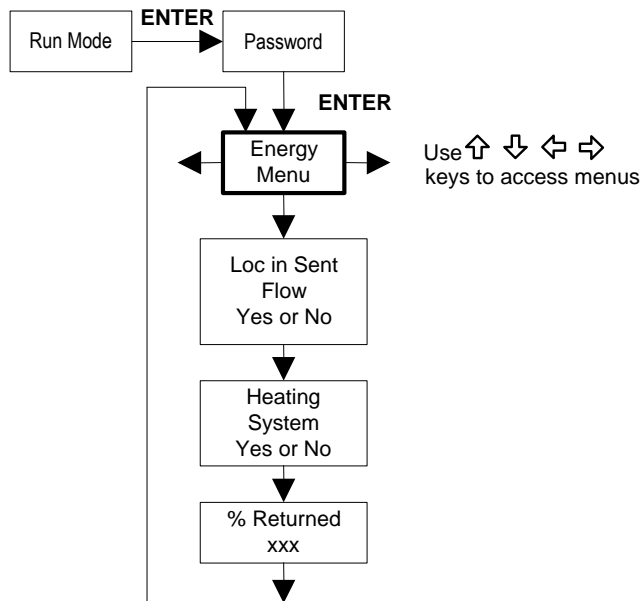 ENTER
Run Mode
Password
ENTER
Energy
Menu
Use
keys to access menus
Loc in Sent
Flow
Yes or No
Heating
System
Yes or No
% Returned
xxx